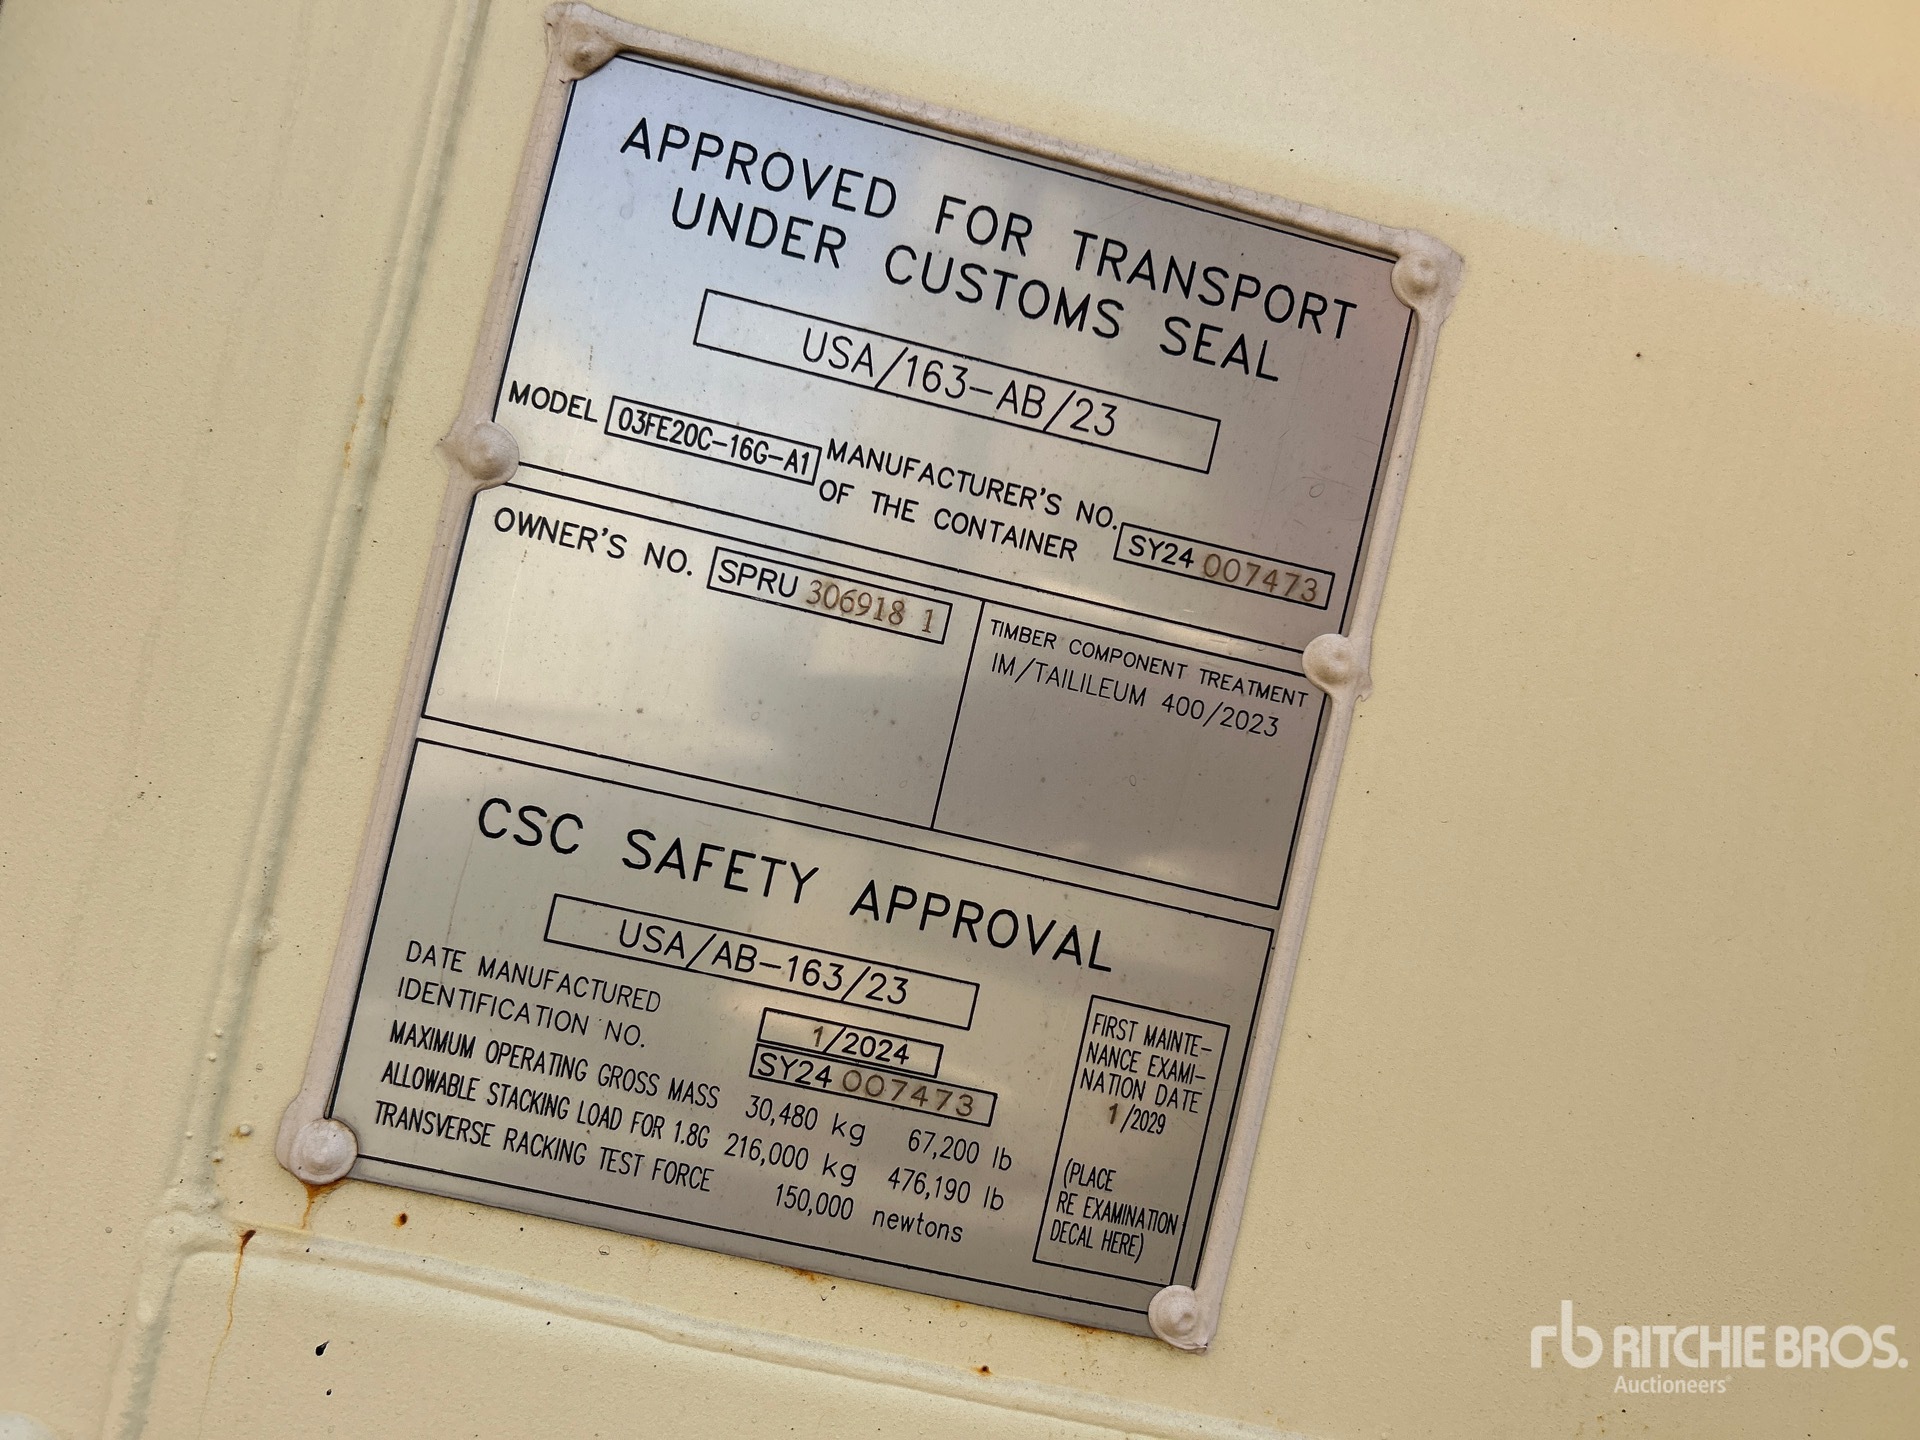 APPROVED FOR TRANSPORT
UNDER CUSTOMS SEAL
USA/163-AB/23
MODEL 03FE20C-16G-A1 MANUFACTURER'S NO.
OF THE CONTAINER SY24 007473
OWNER'S NO. SPRU 306918 1
TIMBER COMPONENT TREATMENT
IM/TAILILEUM 400/2023
CSC SAFETY APPROVAL
USA/AB-163/23
DATE MANUFACTURED 1/2024
IDENTIFICATION NO. SY24 007473
MAXIMUM OPERATING GROSS MASS 30,480 kg 67,200 lb
ALLOWABLE STACKING LOAD FOR 1.8G 216,000 kg 476,190 lb
TRANSVERSE RACKING TEST FORCE 150,000 newtons
FIRST MAINTE-
NANCE EXAMI-
NATION DATE
1/2029
(PLACE
RE EXAMINATION
DECAL HERE)
rb RITCHIE BROS.
Auctioneers